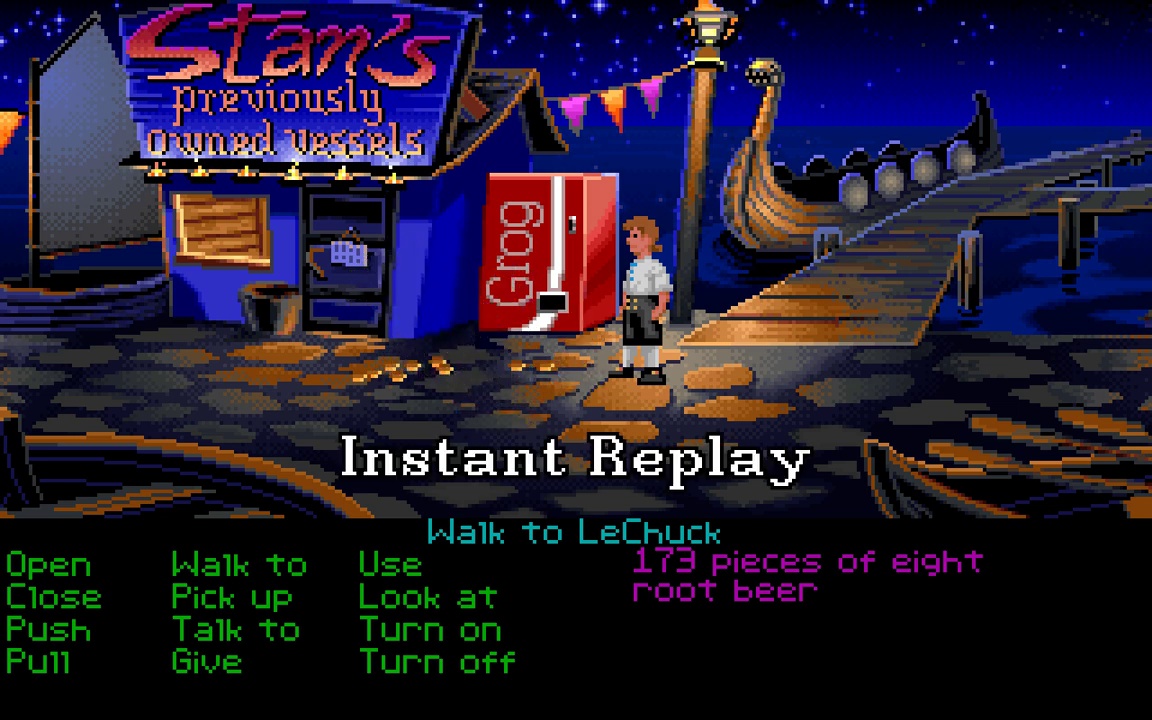 Stan's
previously
owned vessels
Grog
Instant Replay
Walk to LeChuck
Open Walk to Use
Close Pick up Look at
Push Talk to Turn on
Pull Give Turn off
173 pieces of eight
root beer